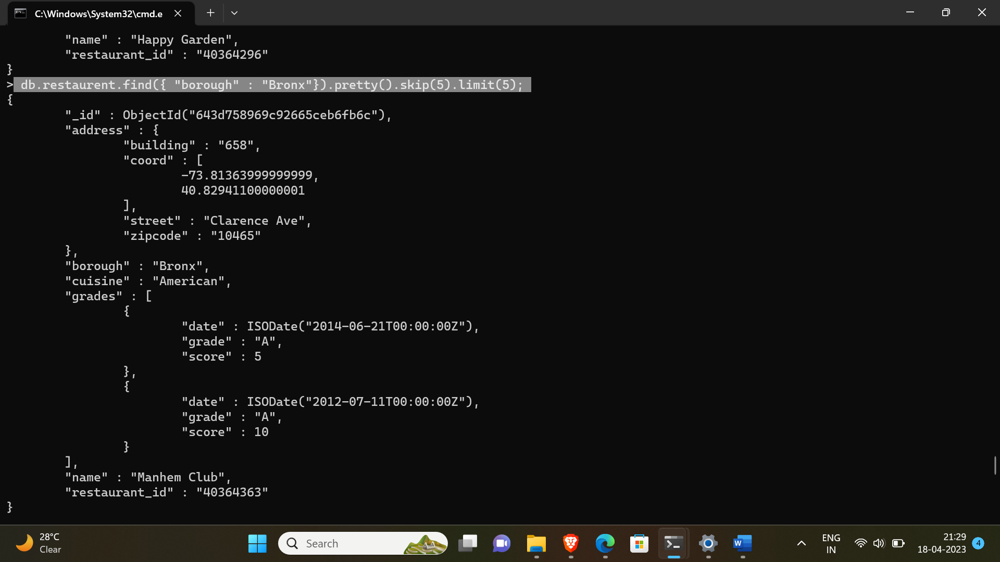 C:\Windows\System32\cmd.e
"name" : "Happy Garden",
"restaurant_id" : "40364296"
}
> db.restaurent.find({ "borough" : "Bronx"}).pretty().skip(5).limit(5);
{
"_id" : ObjectId("643d758969c92665ceb6fb6c"),
"address" : {
"building" : "658",
"coord" : [
-73.81363999999999,
40.82941100000001
],
"street" : "Clarence Ave",
"zipcode" : "10465"
},
"borough" : "Bronx",
"cuisine" : "American",
"grades" : [
{
"date" : ISODate("2014-06-21T00:00:00Z"),
"grade" : "A",
"score" : 5
},
{
"date" : ISODate("2012-07-11T00:00:00Z"),
"grade" : "A",
"score" : 10
}
],
"name" : "Manhem Club",
"restaurant_id" : "40364363"
}
28°C
Clear
Search
W
ENG
IN
21:29
18-04-2023
4